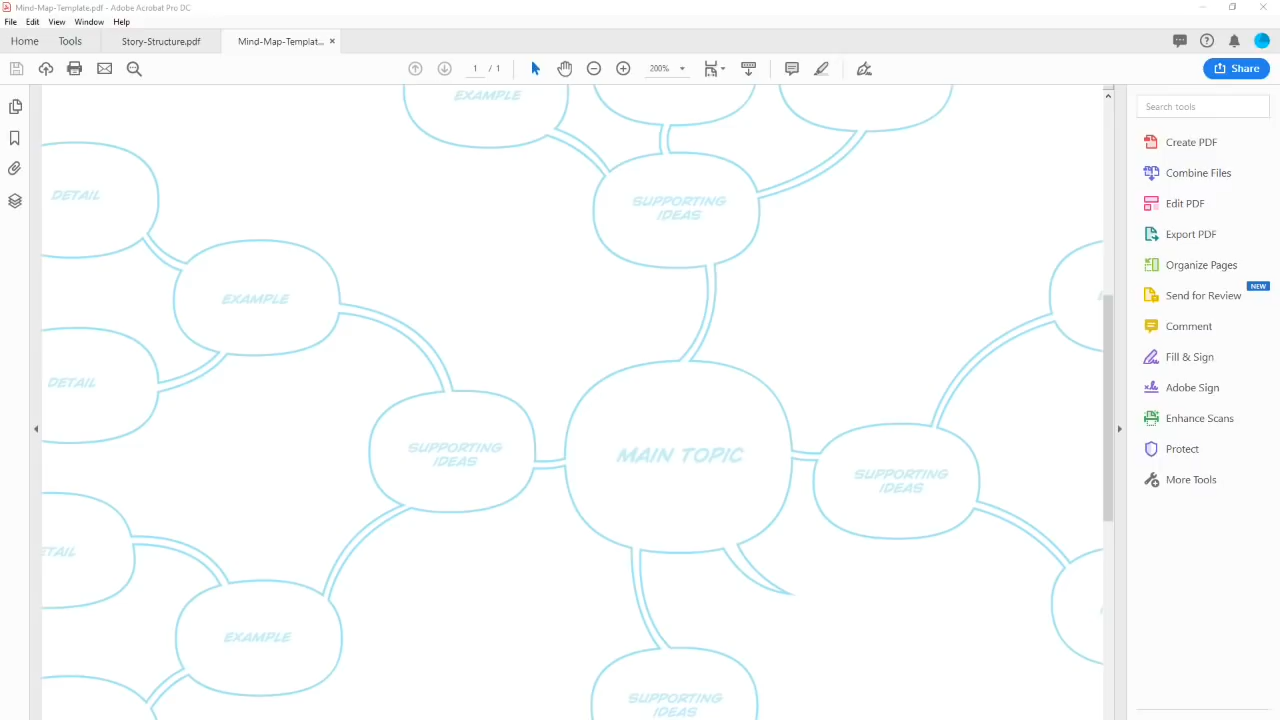 Mind-Map-Template.pdf - Adobe Acrobat Pro DC
File Edit View Window Help
Home Tools Story-Structure.pdf Mind-Map-Templat... ×
1 / 1 200% Share
Search tools
Create PDF
Combine Files
Edit PDF
Export PDF
Organize Pages
Send for Review NEW
Comment
Fill & Sign
Adobe Sign
Enhance Scans
Protect
More Tools
EXAMPLE
DETAIL
SUPPORTING
IDEAS
EXAMPLE
DETAIL
SUPPORTING
IDEAS
MAIN TOPIC
SUPPORTING
IDEAS
ETAIL
EXAMPLE
SUPPORTING
IDEAS